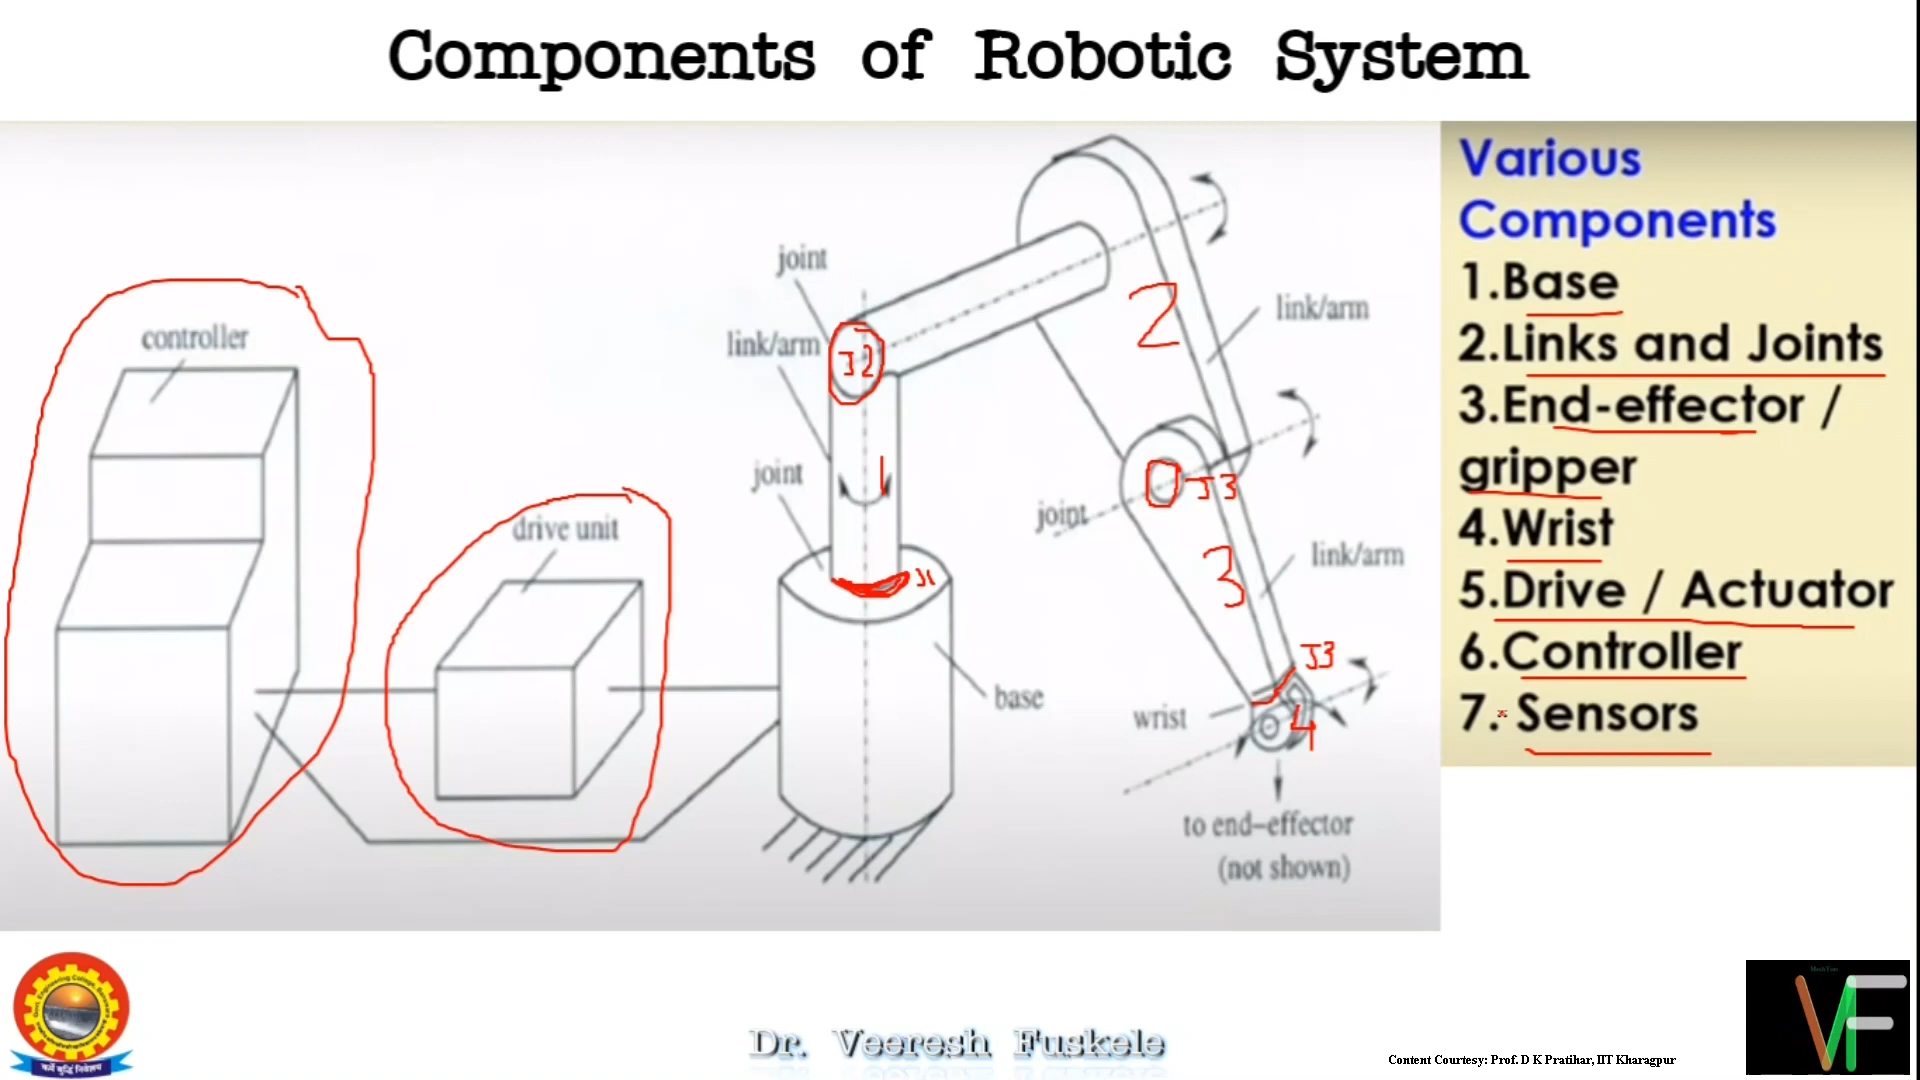 Components of Robotic System
Various
Components
1.Base
2.Links and Joints
3.End-effector /
gripper
4.Wrist
5.Drive / Actuator
6.Controller
7. Sensors
controller
drive unit
joint
link/arm
joint
J2
1
J1
base
2
link/arm
J3
joint
3
link/arm
J3
wrist
4
to end-effector
(not shown)
Dr. Veeresh Fuskele
Content Courtesy: Prof. D K Pratihar, IIT Kharagpur
VF